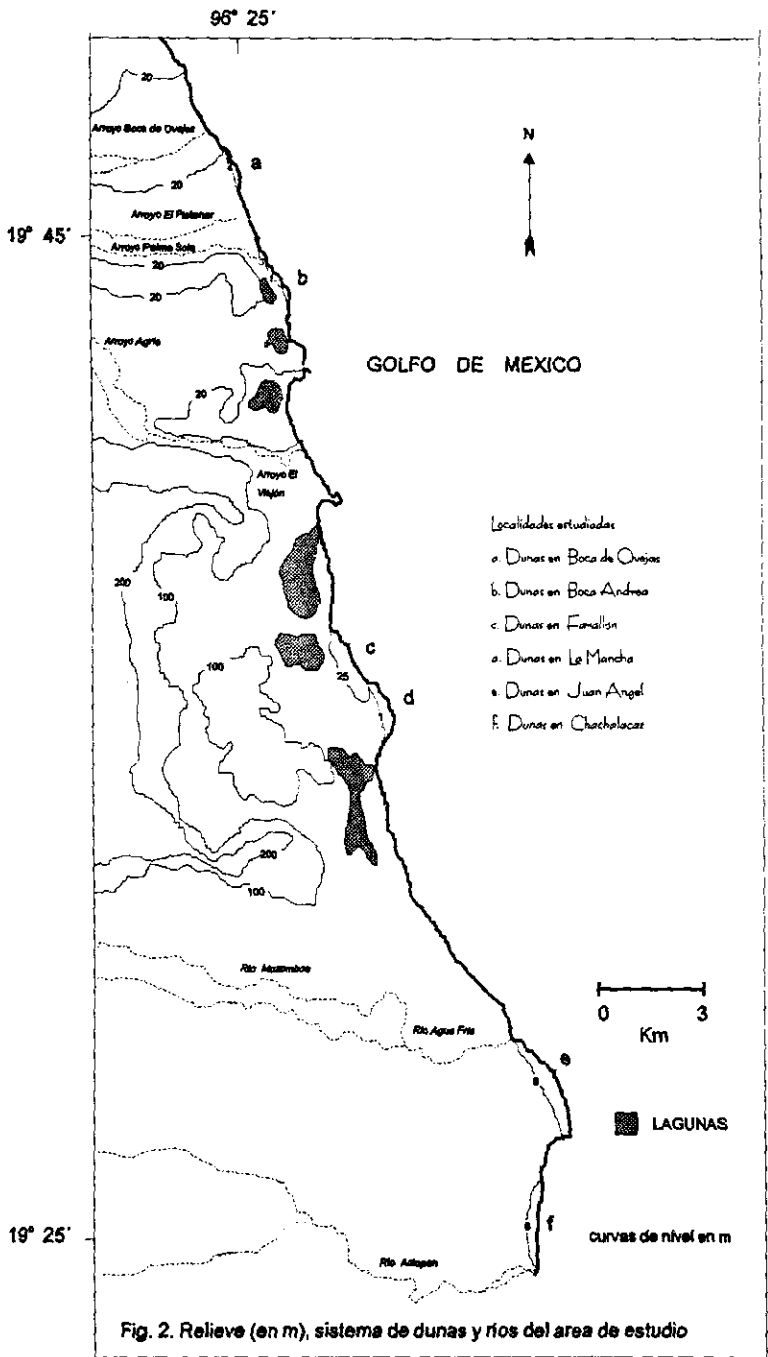 96° 25´
20
Arroyo Boca de Ovejas
N
a
20
Arroyo El Platanar
19° 45´
Arroyo Palma Sola
20
b
20
Arroyo Agrio
GOLFO DE MEXICO
20
Arroyo El
Viejón
Localidades estudiadas
a. Dunas en Boca de Ovejas
b. Dunas en Boca Andrea
c. Dunas en Farallón
a. Dunas en La Mancha
e. Dunas en Juan Angel
f. Dunas en Chachalacas
200
100
c
100
25
d
200
100
Río
0 3
Km
Río Agua Fría
e
LAGUNAS
19° 25´
f
curvas de nivel en m
Río
Fig. 2. Relieve (en m), sistema de dunas y ríos del area de estudio